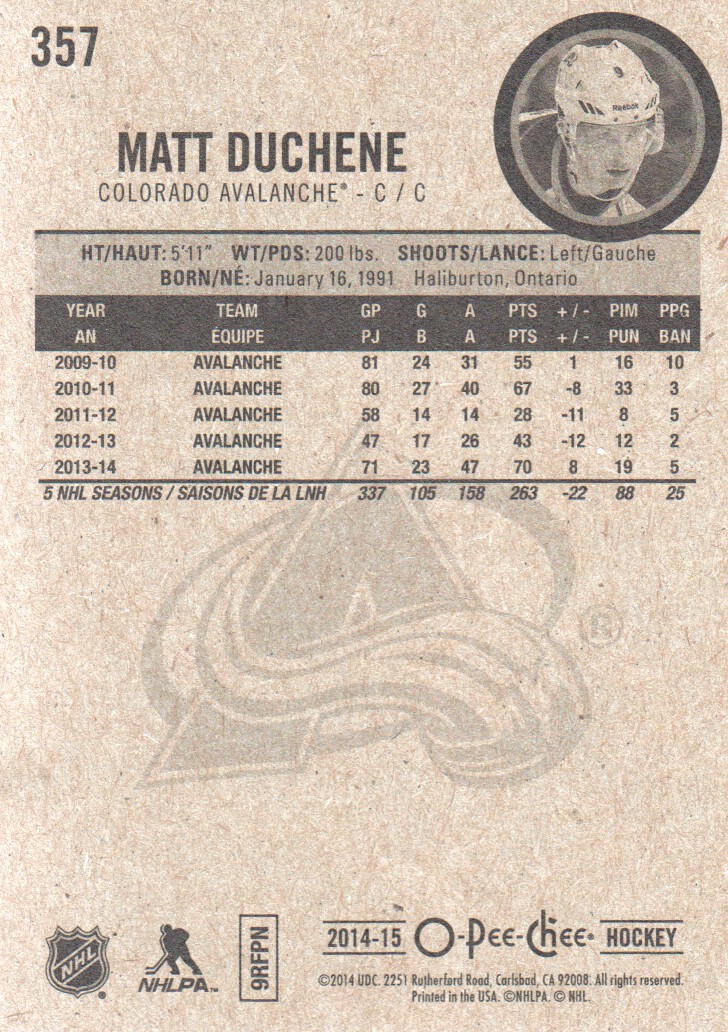 357
Reebok
9
MATT DUCHENE
COLORADO AVALANCHE® - C / C
HT/HAUT: 5'11" WT/PDS: 200 lbs. SHOOTS/LANCE: Left/Gauche
BORN/NÉ: January 16, 1991 Haliburton, Ontario
YEAR TEAM GP G A PTS + / - PIM PPG
AN ÉQUIPE PJ B A PTS + / - PUN BAN
2009-10 AVALANCHE 81 24 31 55 1 16 10
2010-11 AVALANCHE 80 27 40 67 -8 33 3
2011-12 AVALANCHE 58 14 14 28 -11 8 5
2012-13 AVALANCHE 47 17 26 43 -12 12 2
2013-14 AVALANCHE 71 23 47 70 8 19 5
5 NHL SEASONS / SAISONS DE LA LNH 337 105 158 263 -22 88 25
®
NHL ®
NHLPA™
9RFPN
2014-15 O-Pee-Chee® HOCKEY
©2014 UDC. 2251 Rutherford Road, Carlsbad, CA 92008. All rights reserved.
Printed in the USA. ©NHLPA. © NHL.